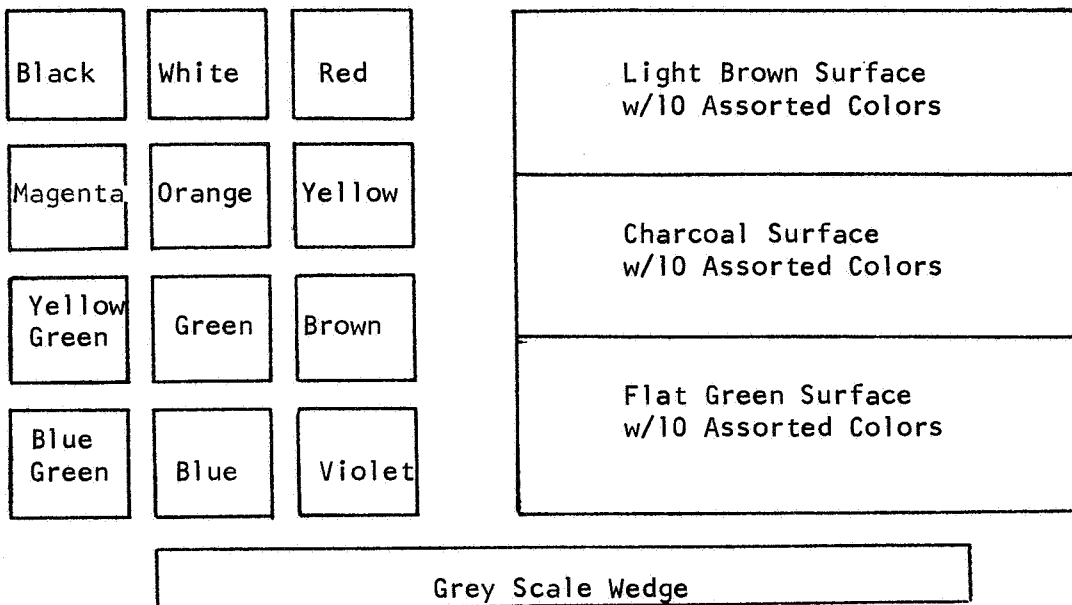 Black
White
Red
Magenta
Orange
Yellow
Yellow
Green
Green
Brown
Blue
Green
Blue
Violet
Light Brown Surface
w/10 Assorted Colors
Charcoal Surface
w/10 Assorted Colors
Flat Green Surface
w/10 Assorted Colors
Grey Scale Wedge